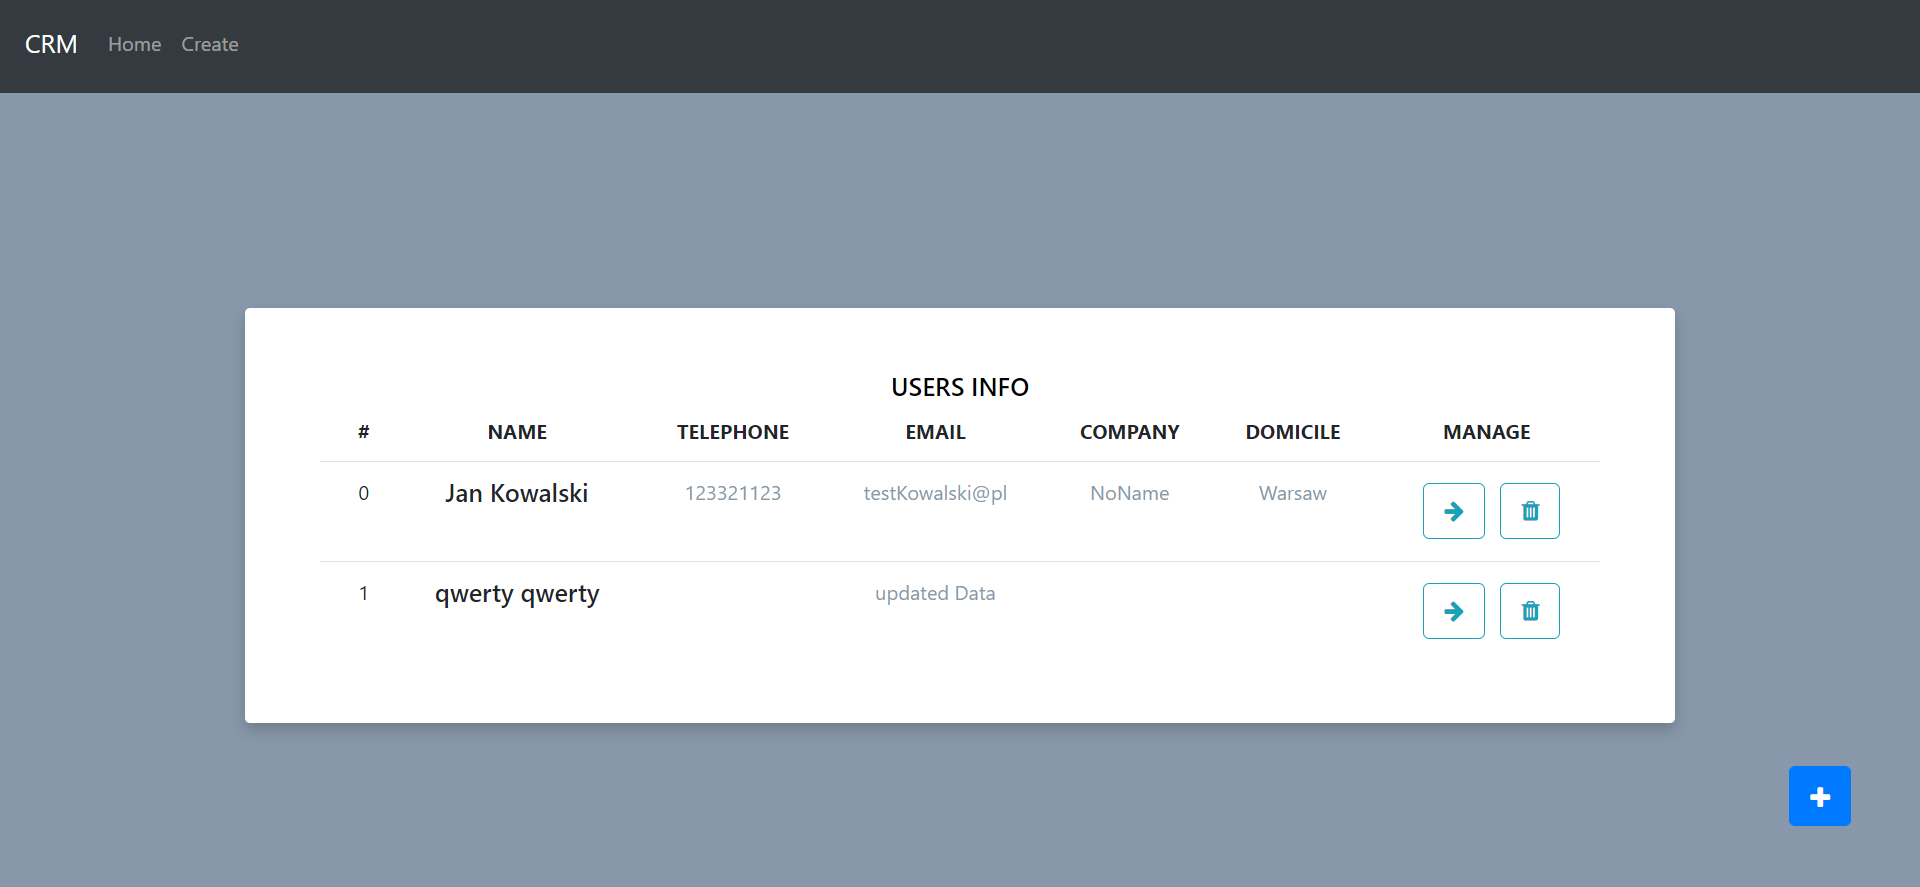 CRM Home Create
USERS INFO
# NAME TELEPHONE EMAIL COMPANY DOMICILE MANAGE
0 Jan Kowalski 123321123 testKowalski@pl NoName Warsaw
1 qwerty qwerty updated Data